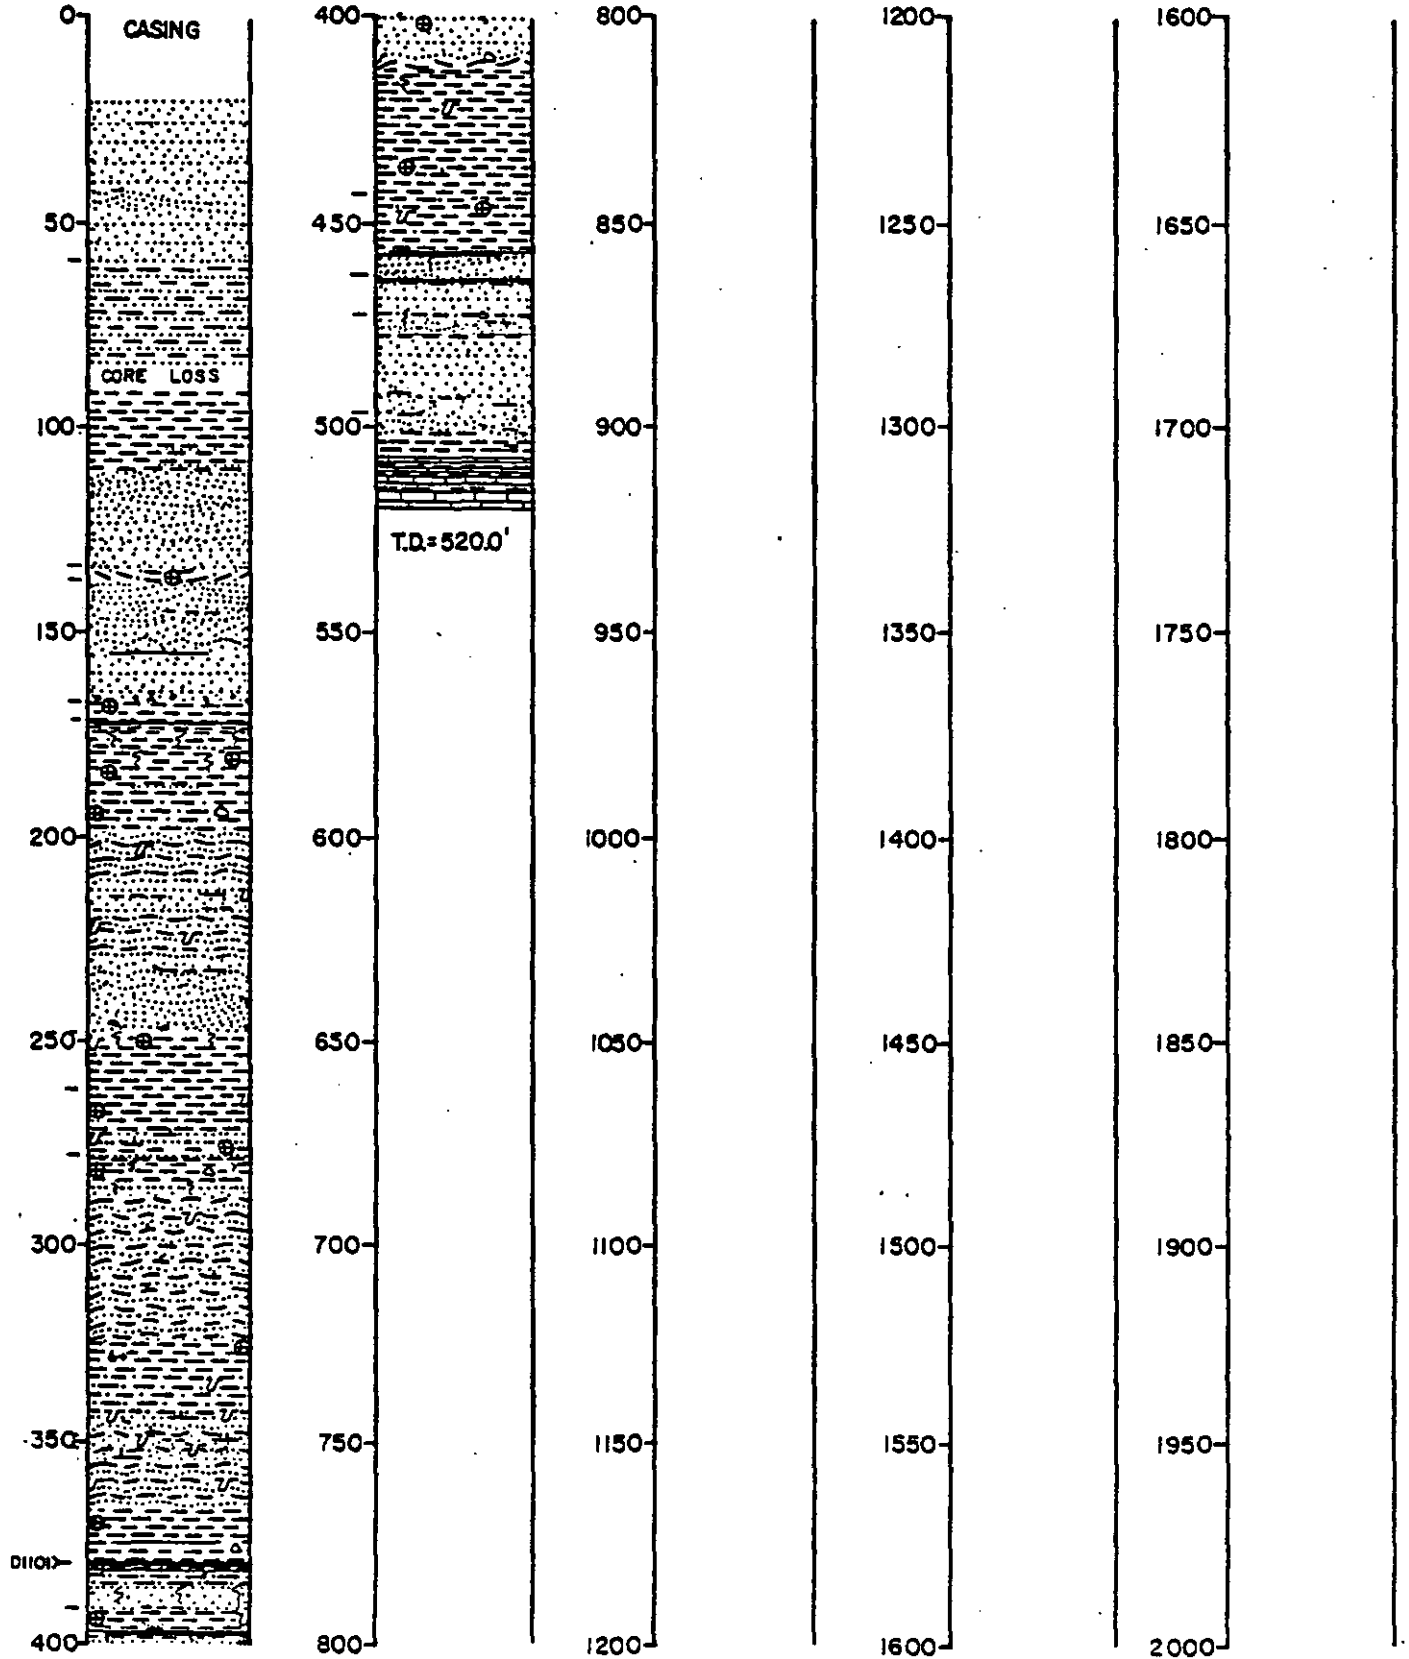 0 400 800 1200 1600
CASING
50 450 850 1250 1650
CORE LOSS
100 500 900 1300 1700
T.D.=520.0'
150 550 950 1350 1750
200 600 1000 1400 1800
250 650 1050 1450 1850
300 700 1100 1500 1900
350 750 1150 1550 1950
D1101>
400 800 1200 1600 2000